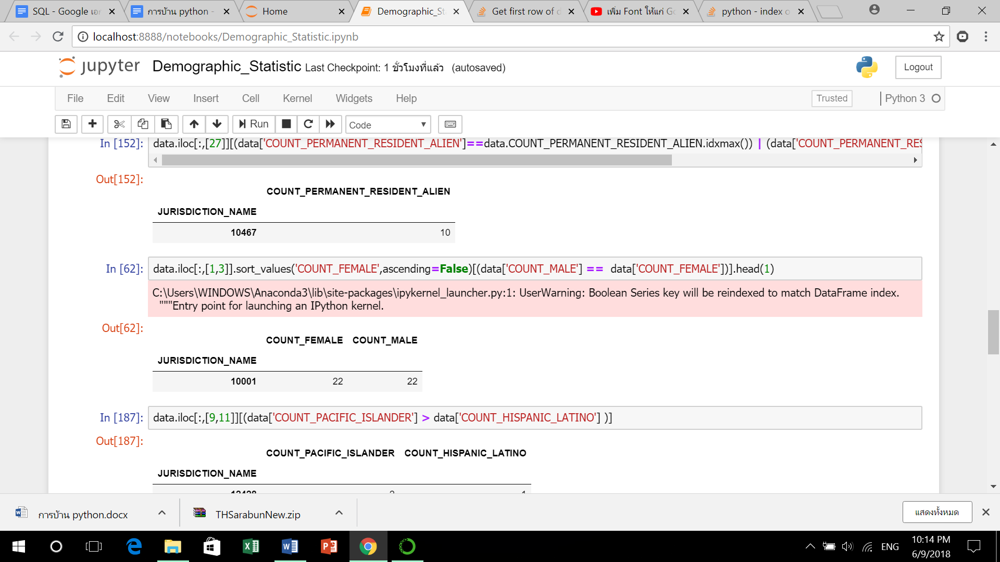 SQL - Google เอก
การบ้าน python -
Home
Demographic_St
Get first row of d
เพิ่ม Font ให้แก่ Go
python - index o
localhost:8888/notebooks/Demographic_Statistic.ipynb
jupyter Demographic_Statistic Last Checkpoint: 1 ชั่วโมงที่แล้ว (autosaved)
Logout
File Edit View Insert Cell Kernel Widgets Help
Trusted Python 3
Run Code
In [152]: data.iloc[:,[27]][(data['COUNT_PERMANENT_RESIDENT_ALIEN']==data.COUNT_PERMANENT_RESIDENT_ALIEN.idxmax()) | (data['COUNT_PERMANENT_RES
Out[152]:
COUNT_PERMANENT_RESIDENT_ALIEN
JURISDICTION_NAME
10467 10
In [62]: data.iloc[:,[1,3]].sort_values('COUNT_FEMALE',ascending=False)[(data['COUNT_MALE'] == data['COUNT_FEMALE'])].head(1)
C:\Users\WINDOWS\Anaconda3\lib\site-packages\ipykernel_launcher.py:1: UserWarning: Boolean Series key will be reindexed to match DataFrame index.
"""Entry point for launching an IPython kernel.
Out[62]:
COUNT_FEMALE COUNT_MALE
JURISDICTION_NAME
10001 22 22
In [187]: data.iloc[:,[9,11]][(data['COUNT_PACIFIC_ISLANDER'] > data['COUNT_HISPANIC_LATINO'] )]
Out[187]:
COUNT_PACIFIC_ISLANDER COUNT_HISPANIC_LATINO
JURISDICTION_NAME
การบ้าน python.docx
THSarabunNew.zip
แสดงทั้งหมด
ENG
10:14 PM
6/9/2018